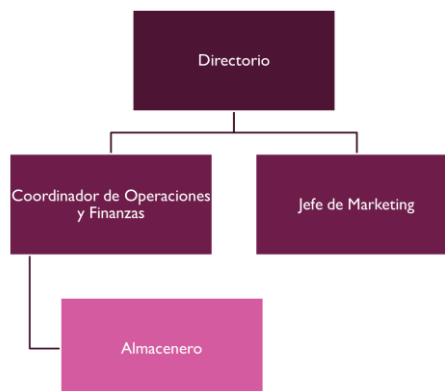 Directorio
Coordinador de Operaciones
y Finanzas
Jefe de Marketing
Almacenero